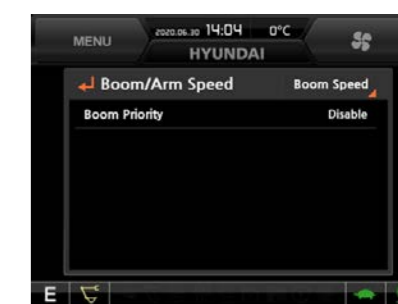 MENU
2020.06.30 14:04 0°C
HYUNDAI
Boom/Arm Speed Boom Speed
Boom Priority Disable
E